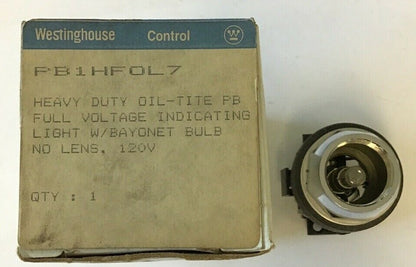 Westinghouse Control W
PB1HFOL7
HEAVY DUTY OIL-TITE PB
FULL VOLTAGE INDICATING
LIGHT W/BAYONET BULB
NO LENS, 120V
QTY : 1